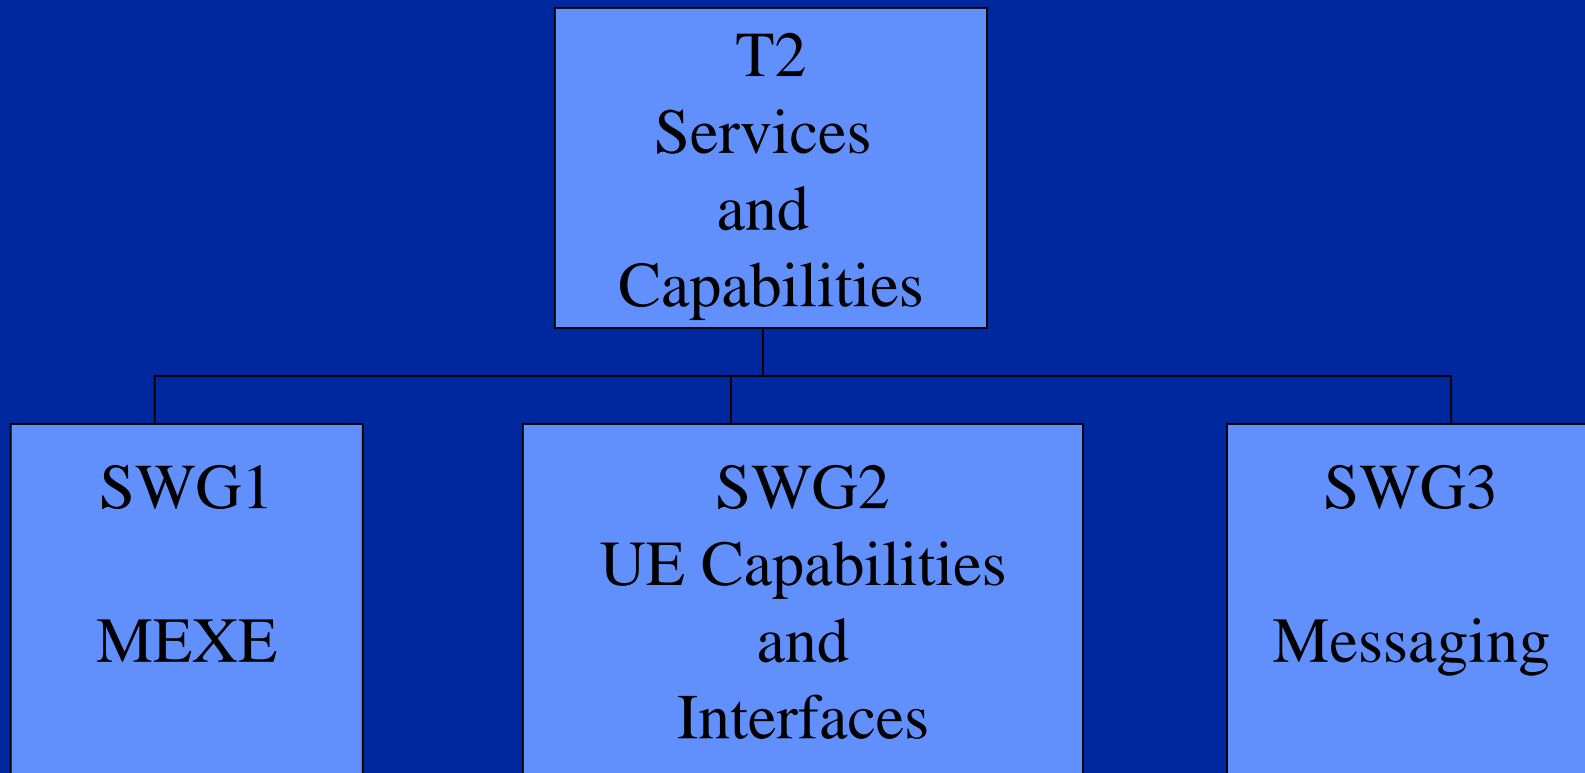 T2
Services
and
Capabilities
SWG1
MEXE
SWG2
UE Capabilities
and
Interfaces
SWG3
Messaging